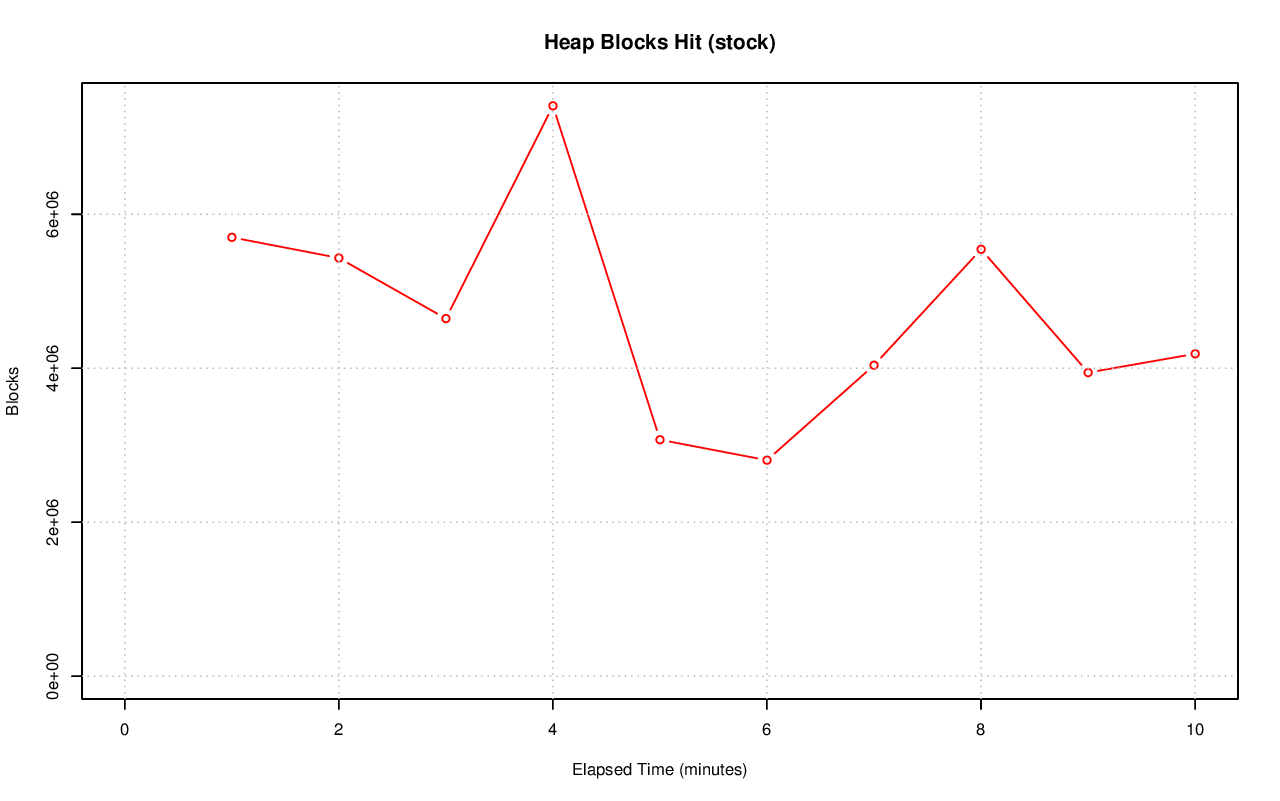 Heap Blocks Hit (stock)
Blocks
6e+06
4e+06
2e+06
0e+00
0 2 4 6 8 10
Elapsed Time (minutes)